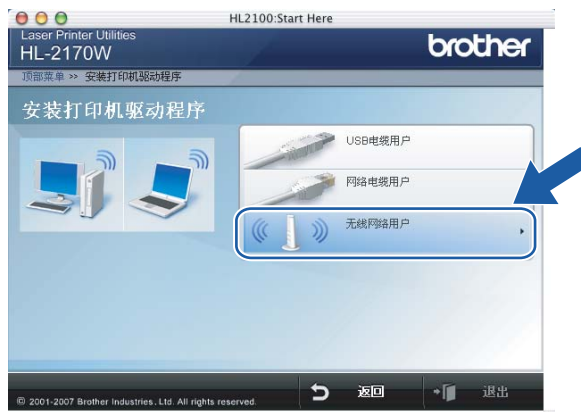 HL2100:Start Here
Laser Printer Utilities
HL-2170W
brother
顶部菜单 >> 安装打印机驱动程序
安装打印机驱动程序
USB电缆用户
网络电缆用户
无线网络用户
© 2001-2007 Brother Industries, Ltd. All rights reserved.
返回
退出